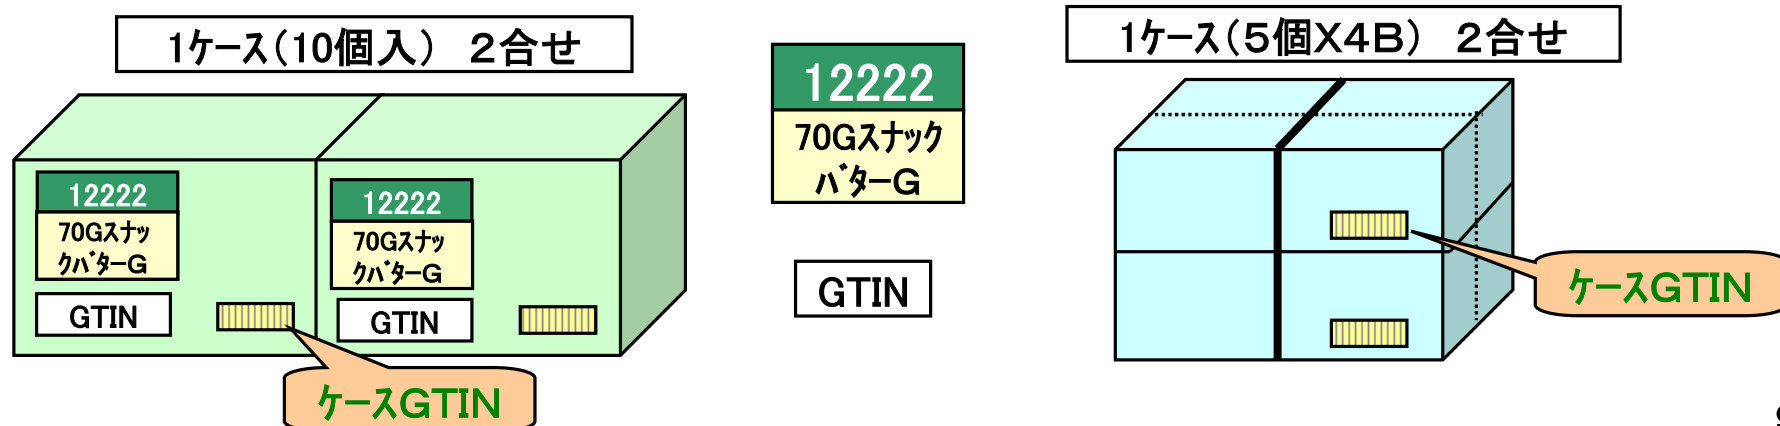 1ケース（10個入） ２合せ
12222
70Gスナッ
クバターG
GTIN
12222
70Gスナッ
クバターG
GTIN
ケースGTIN
12222
70Gスナック
バターG
GTIN
1ケース（５個X４B） ２合せ
ケースGTIN